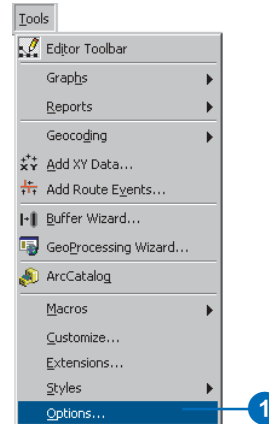 Tools
Editor Toolbar
Graphs
Reports
Geocoding
Add XY Data...
Add Route Events...
Buffer Wizard...
GeoProcessing Wizard...
ArcCatalog
Macros
Customize...
Extensions...
Styles
Options...
1